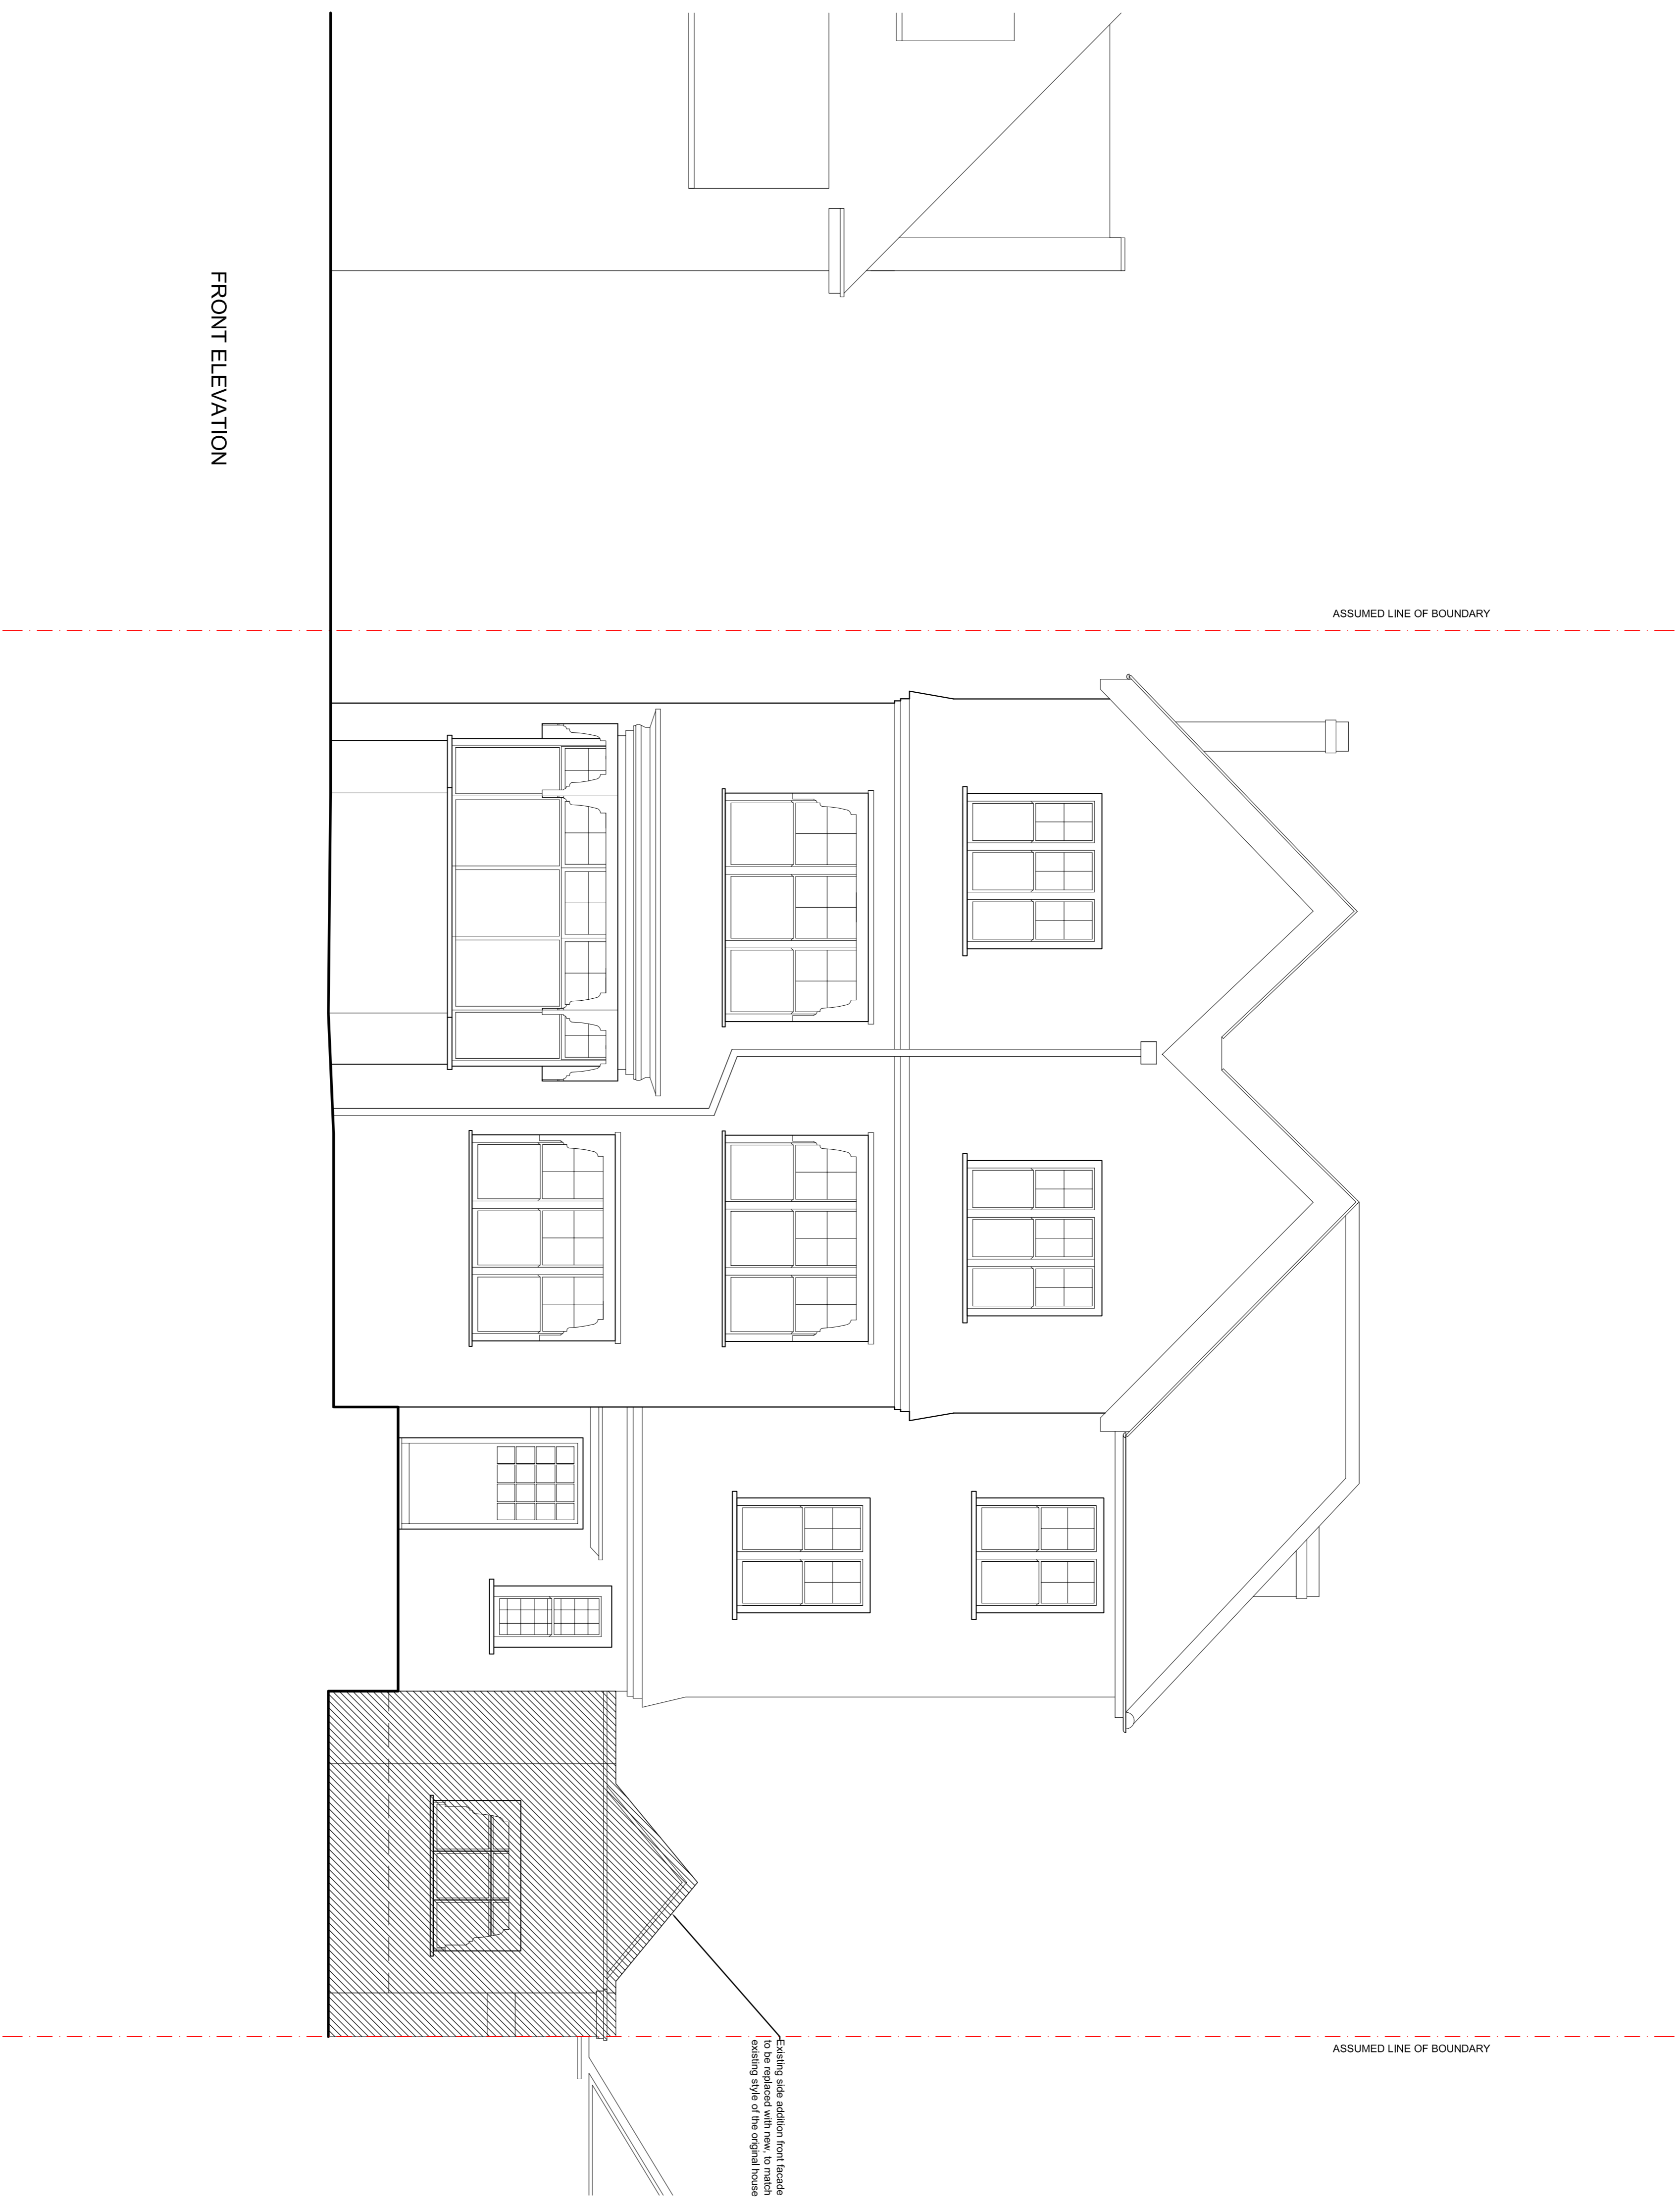 ASSUMED LINE OF BOUNDARY
ASSUMED LINE OF BOUNDARY
Existing side addition front facade
to be replaced with new, to match
existing style of the original house
FRONT ELEVATION